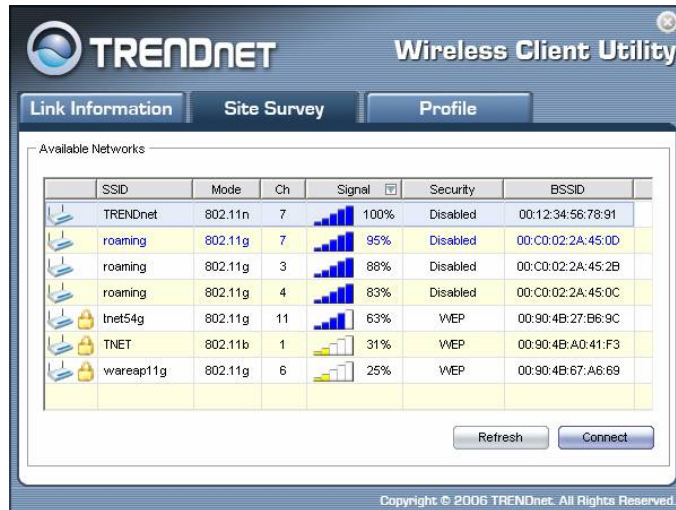 TRENDnet Wireless Client Utility
Link Information Site Survey Profile
Available Networks
SSID Mode Ch Signal Security BSSID
TRENDnet 802.11n 7 100% Disabled 00:12:34:56:78:91
roaming 802.11g 7 95% Disabled 00:C0:02:2A:45:0D
roaming 802.11g 3 88% Disabled 00:C0:02:2A:45:2B
roaming 802.11g 4 83% Disabled 00:C0:02:2A:45:0C
tnet54g 802.11g 11 63% WEP 00:90:4B:27:B6:9C
TNET 802.11b 1 31% WEP 00:90:4B:A0:41:F3
wareap11g 802.11g 6 25% WEP 00:90:4B:67:A6:69
Refresh Connect
Copyright © 2006 TRENDnet. All Rights Reserved.